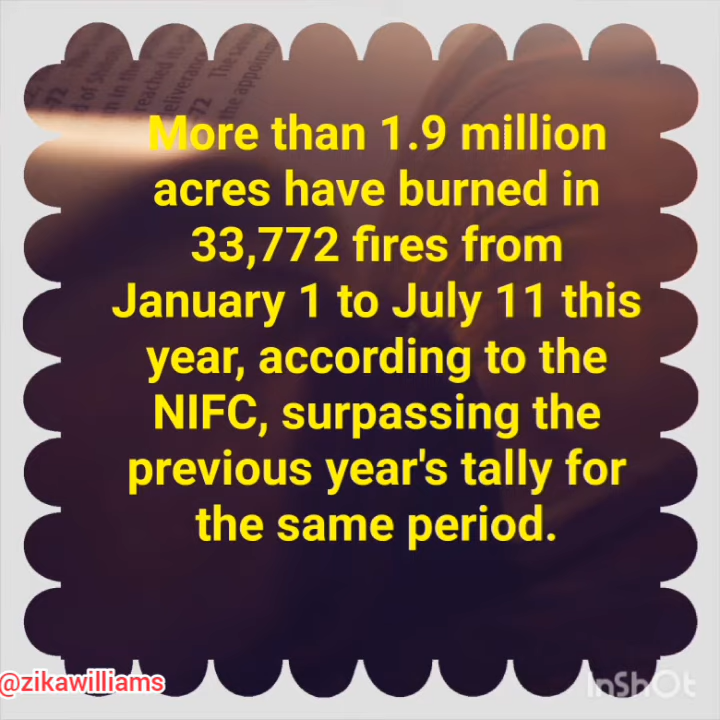 More than 1.9 million
acres have burned in
33,772 fires from
January 1 to July 11 this
year, according to the
NIFC, surpassing the
previous year's tally for
the same period.
@zikawilliams
InShOt